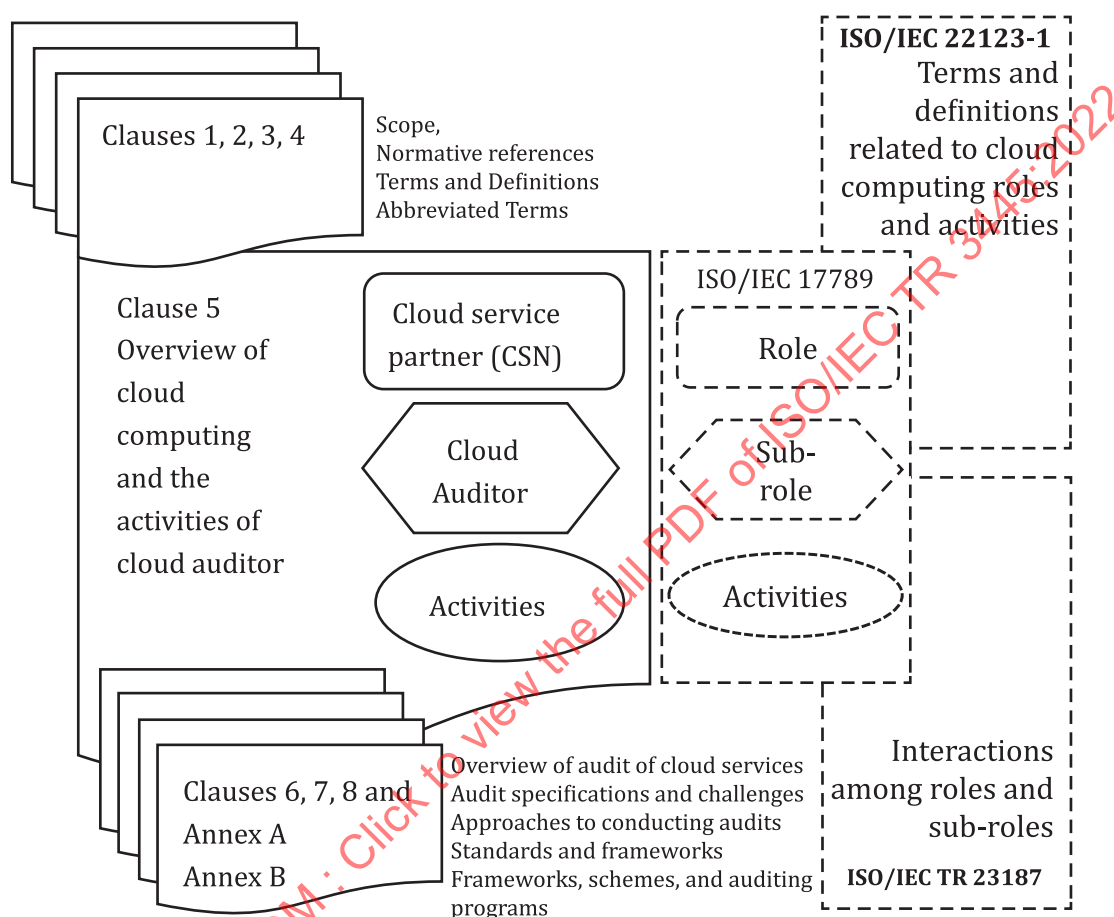 Clauses 1, 2, 3, 4
Scope,
Normative references
Terms and Definitions
Abbreviated Terms
ISO/IEC 22123-1
Terms and
definitions
related to cloud
computing roles
and activities
Clause 5
Overview of
cloud
computing
and the
activities of
cloud auditor
Cloud service
partner (CSN)
Cloud
Auditor
Activities
ISO/IEC 17789
Role
Sub-
role
Activities
Clauses 6, 7, 8 and
Annex A
Annex B
Overview of audit of cloud services
Audit specifications and challenges
Approaches to conducting audits
Standards and frameworks
Frameworks, schemes, and auditing
programs
Interactions
among roles and
sub-roles
ISO/IEC TR 23187
: Click to view the full PDF of ISO/IEC TR 3445:2022